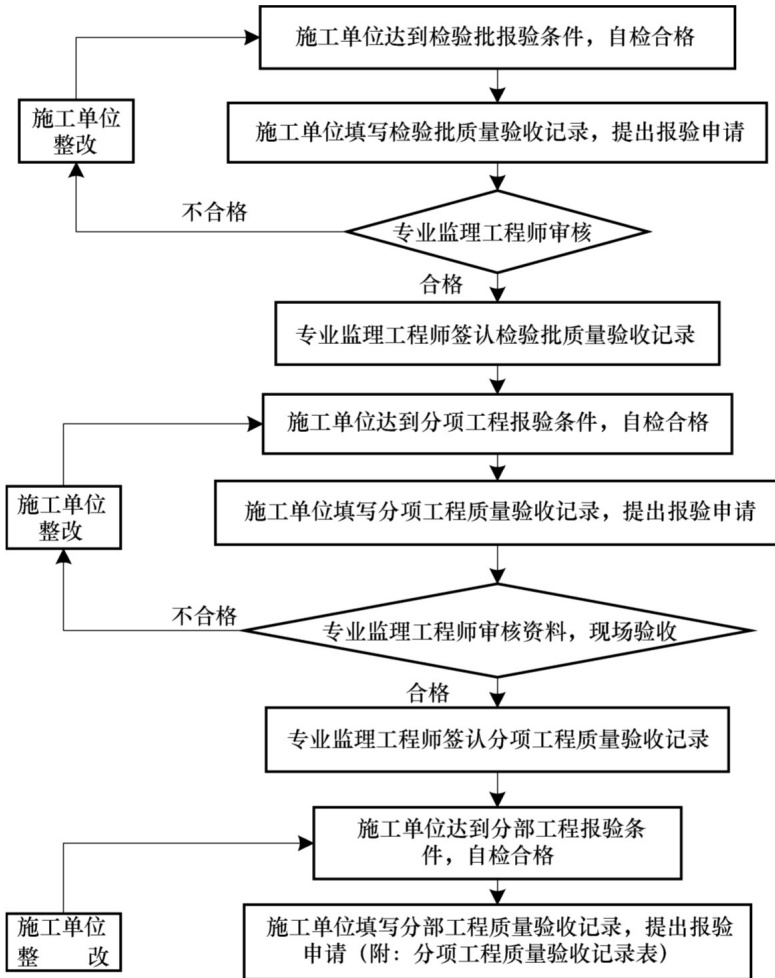 施工单位达到检验批报验条件，自检合格
施工单位
整改
施工单位填写检验批质量验收记录，提出报验申请
不合格
专业监理工程师审核
合格
专业监理工程师签认检验批质量验收记录
施工单位达到分项工程报验条件，自检合格
施工单位
整改
施工单位填写分项工程质量验收记录，提出报验申请
不合格
专业监理工程师审核资料，现场验收
合格
专业监理工程师签认分项工程质量验收记录
施工单位达到分部工程报验条
件，自检合格
施工单位
整 改
施工单位填写分部工程质量验收记录，提出报验
申请（附：分项工程质量验收记录表）